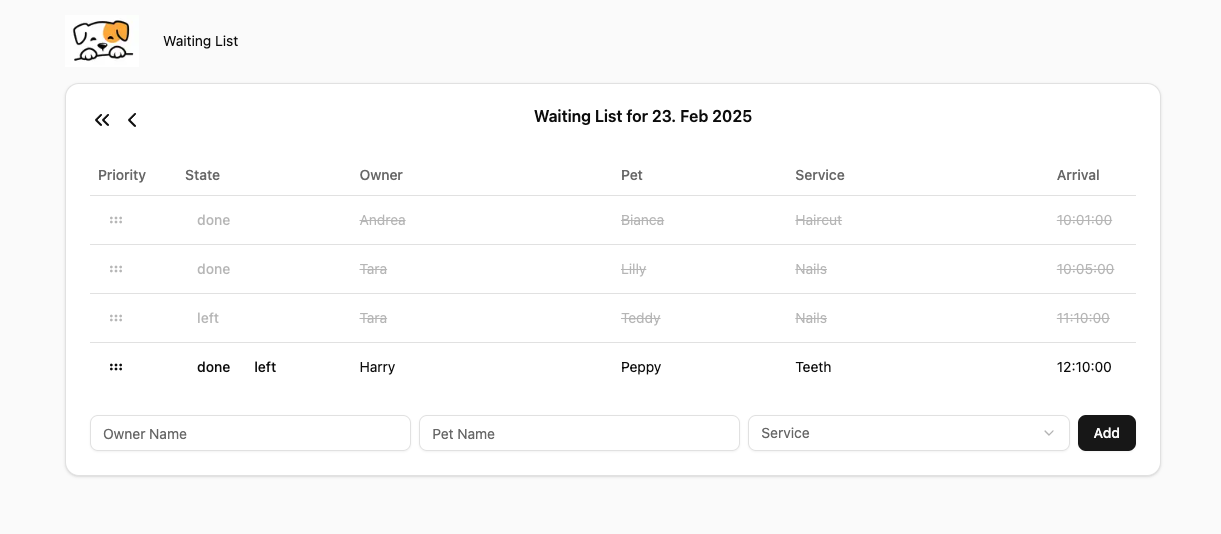 Waiting List
Waiting List for 23. Feb 2025
Priority State Owner Pet Service Arrival
done Andrea Bianca Haircut 10:01:00
done Tara Lilly Nails 10:05:00
left Tara Teddy Nails 11:10:00
done left Harry Peppy Teeth 12:10:00
Owner Name Pet Name Service Add